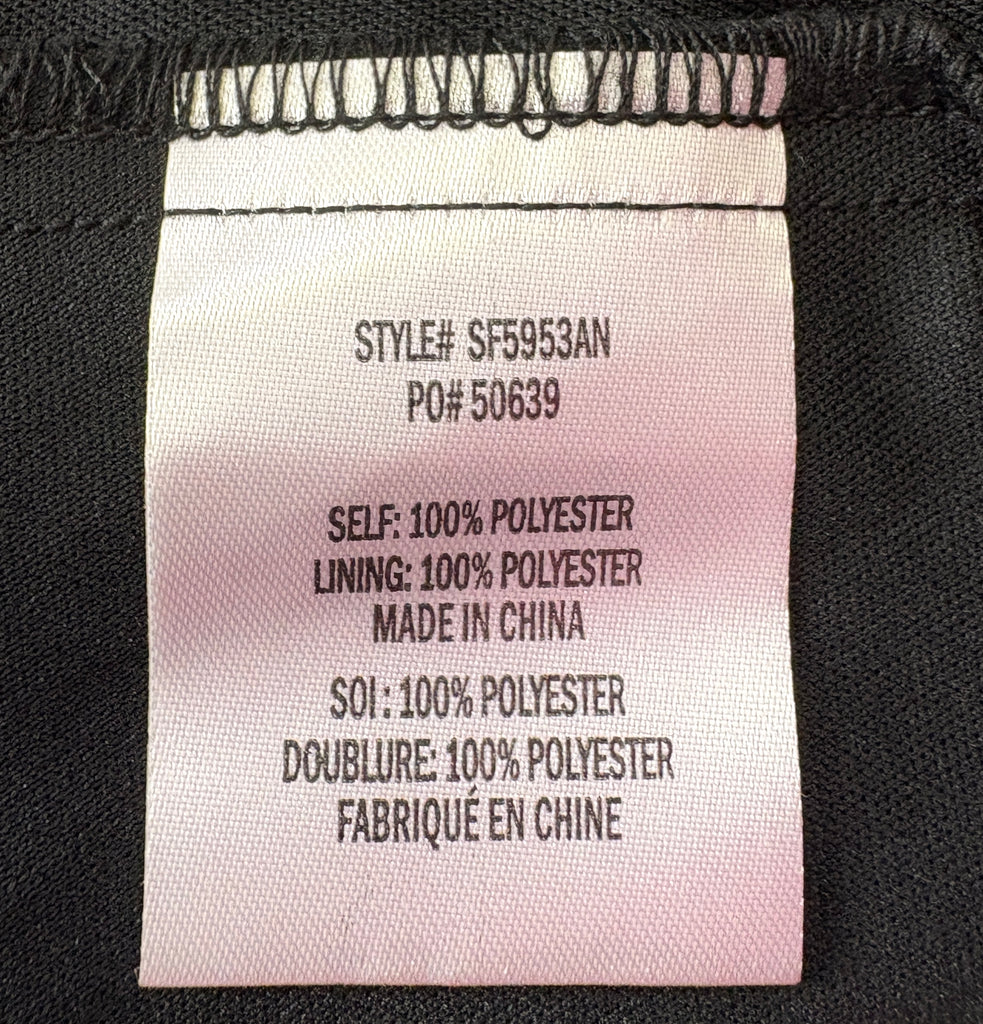 STYLE# SF5953AN
PO# 50639
SELF: 100% POLYESTER
LINING: 100% POLYESTER
MADE IN CHINA
SOI : 100% POLYESTER
DOUBLURE: 100% POLYESTER
FABRIQUÉ EN CHINE